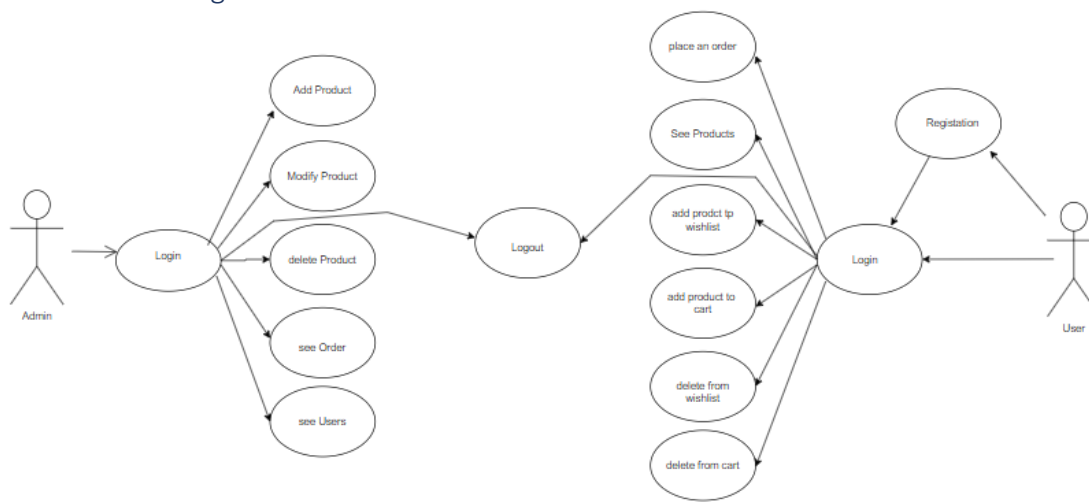 place an order
Add Product
See Products
Registation
Modify Product
add prodct tp
wishlist
Logout
Login
delete Product
Login
add product to
cart
Admin
User
see Order
delete from
wishlist
see Users
delete from cart